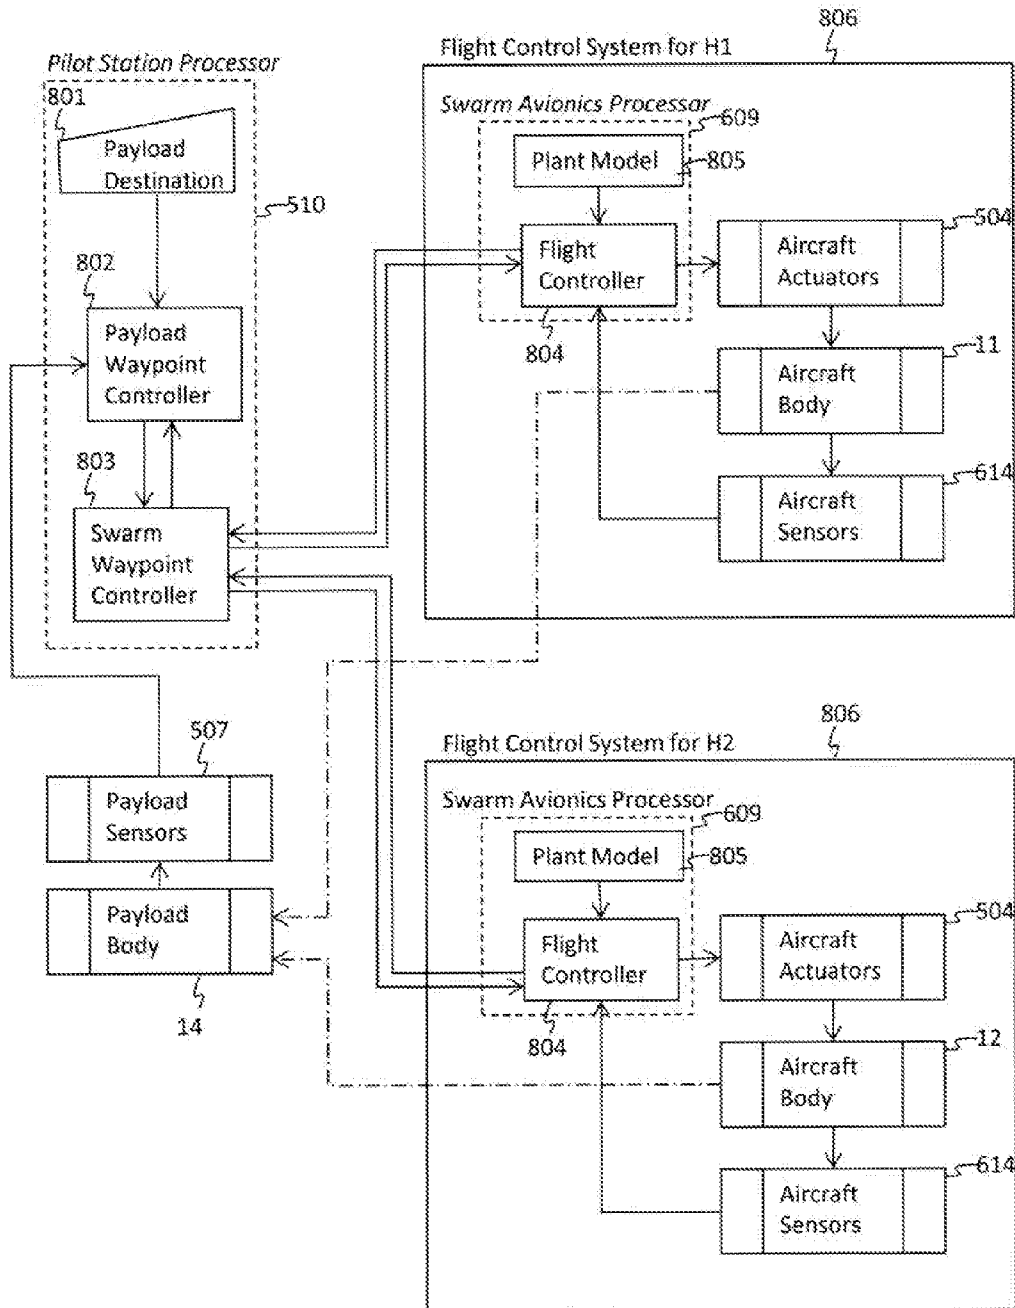 Pilot Station Processor
801
Payload
Destination
510
802
Payload
Waypoint
Controller
803
Swarm
Waypoint
Controller
507
Payload
Sensors
Payload
Body
14
806
Flight Control System for H1
Swarm Avionics Processor
609
Plant Model
805
Flight
Controller
804
504
Aircraft
Actuators
11
Aircraft
Body
614
Aircraft
Sensors
806
Flight Control System for H2
Swarm Avionics Processor
609
Plant Model
805
Flight
Controller
804
504
Aircraft
Actuators
12
Aircraft
Body
614
Aircraft
Sensors